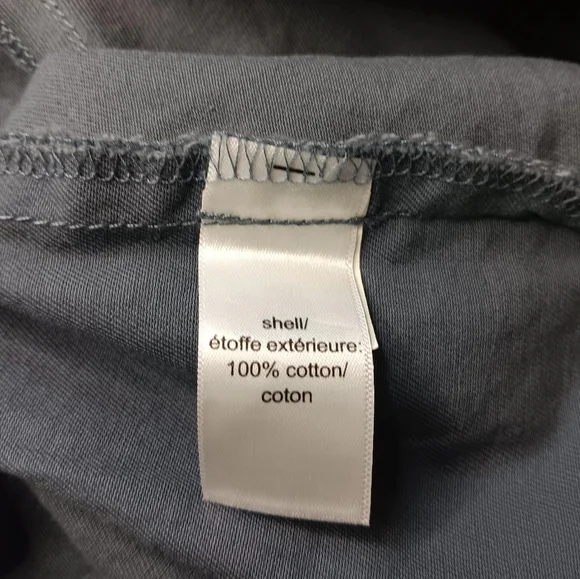 shell/
étoffe extérieure:
100% cotton/
coton